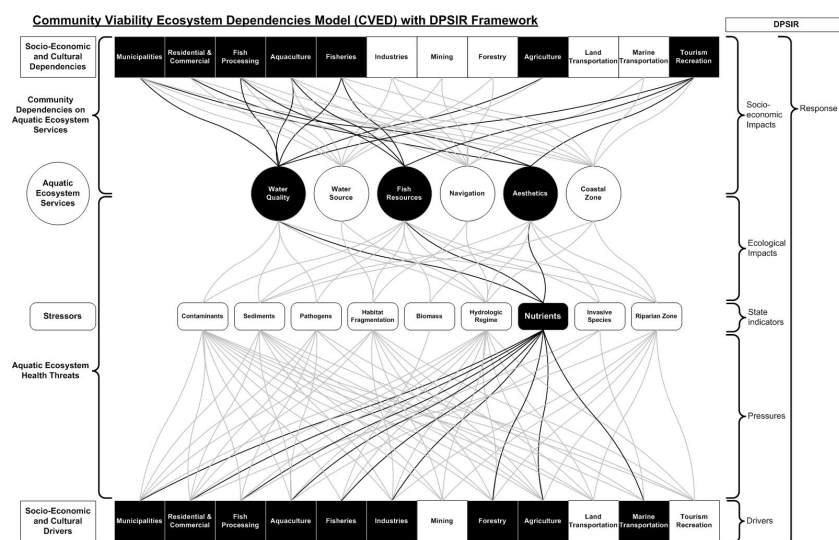 Community Viability Ecosystem Dependencies Model (CVED) with DPSIR Framework
DPSIR
Socio-Economic
and Cultural
Dependencies
Municipalities
Residential &
Commercial
Fish
Processing
Aquaculture
Fisheries
Industries
Mining
Forestry
Agriculture
Land
Transportation
Marine
Transportation
Tourism
Recreation
Community
Dependencies on
Aquatic Ecosystem
Services
Socio-
economic
Impacts
Response
Aquatic
Ecosystem
Services
Water
Quality
Water
Source
Fish
Resources
Navigation
Aesthetics
Coastal
Zone
Ecological
Impacts
Stressors
Contaminants
Sediments
Pathogens
Habitat
Fragmentation
Biomass
Hydrologic
Regime
Nutrients
Invasive
Species
Riparian Zone
State
indicators
Aquatic Ecosystem
Health Threats
Pressures
Socio-Economic
and Cultural
Drivers
Municipalities
Residential &
Commercial
Fish
Processing
Aquaculture
Fisheries
Industries
Mining
Forestry
Agriculture
Land
Transportation
Marine
Transportation
Tourism
Recreation
Drivers